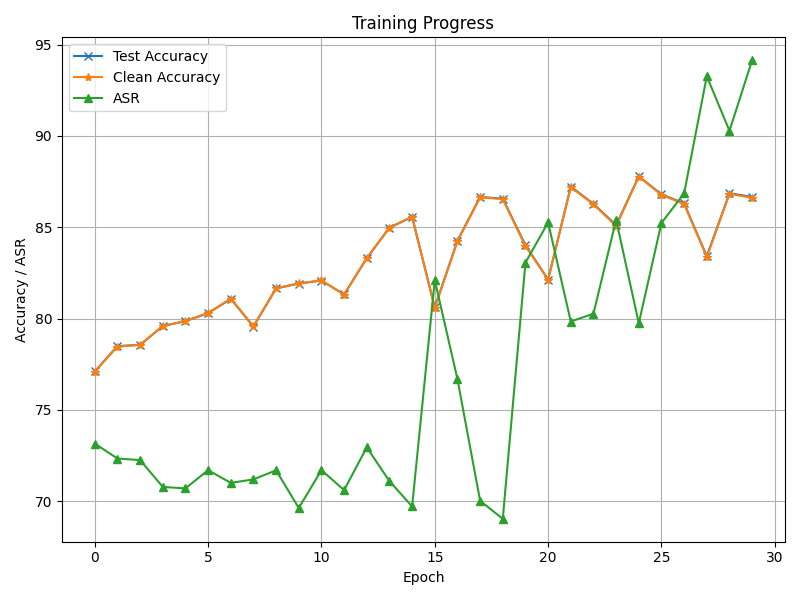 Training Progress
Test Accuracy
Clean Accuracy
ASR
Accuracy / ASR
95
90
85
80
75
70
0 5 10 15 20 25 30
Epoch